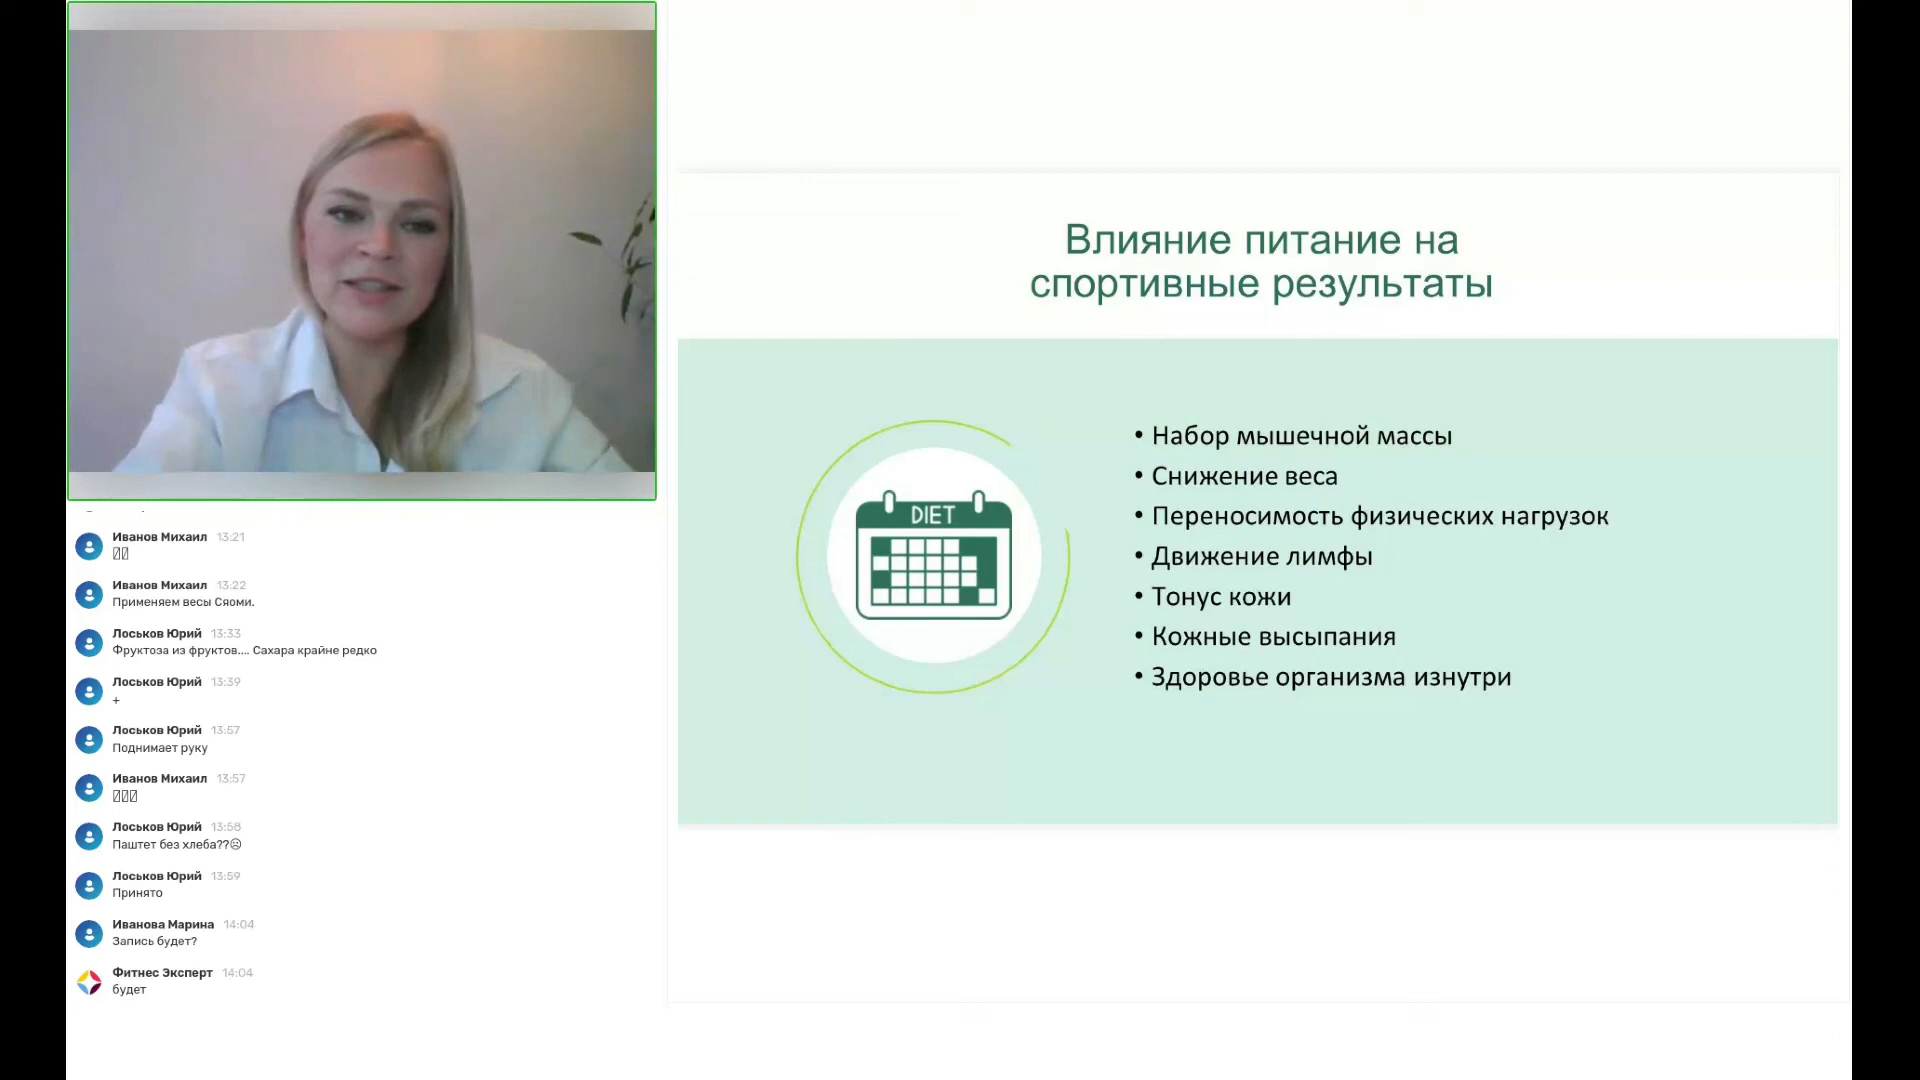 Иванов Михаил 13:21
Иванов Михаил 13:22
Применяем весы Сяоми.
Лоськов Юрий 13:33
Фруктоза из фруктов.... Сахара крайне редко
Лоськов Юрий 13:39
+
Лоськов Юрий 13:57
Поднимает руку
Иванов Михаил 13:57
Лоськов Юрий 13:58
Паштет без хлеба??☹
Лоськов Юрий 13:59
Принято
Иванова Марина 14:04
Запись будет?
Фитнес Эксперт 14:04
будет
Влияние питание на
спортивные результаты
DIET
• Набор мышечной массы
• Снижение веса
• Переносимость физических нагрузок
• Движение лимфы
• Тонус кожи
• Кожные высыпания
• Здоровье организма изнутри